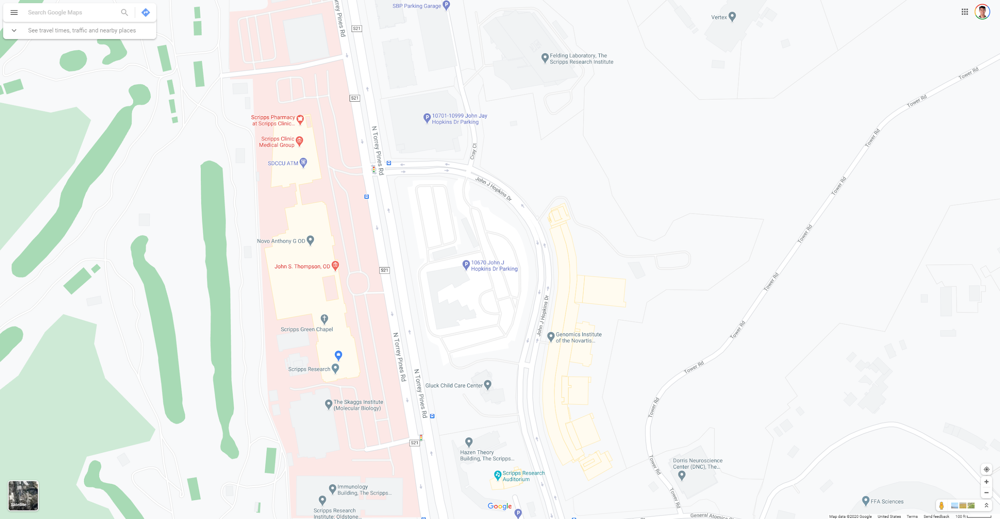 Search Google Maps
See travel times, traffic and nearby places
SBP Parking Garage
P
Vertex
Torrey Pines Rd
S21
Felding Laboratory, The
Scripps Research Institute
Tower Rd
S21
Tower Rd
Scripps Pharmacy
at Scripps Clinic...
P
10701-10999 John Jay
Hopkins Dr Parking
N Torrey Pines Rd
Scripps Clinic
Medical Group
Cray Ct
Tower Rd
SDCCU ATM
John J Hopkins Dr
Tower Rd
Novo Anthony G OD
Tower Rd
John S. Thompson, OD
S21
P
10670 John J
Hopkins Dr Parking
Tower Rd
John J Hopkins Dr
Scripps Green Chapel
N Torrey Pines Rd
Genomics Institute
of the Novartis...
Tower Rd
Scripps Research
N Torrey Pines Rd
Tower Rd
Gluck Child Care Center
The Skaggs Institute
(Molecular Biology)
Tower Rd
S21
Hazen Theory
Building, The Scripps...
Dorris Neuroscience
Center (DNC), The...
Tower Rd
Scripps Research
Auditorium
Immunology
Building, The Scripps...
Tower Rd
FFA Sciences
Satellite
Google
Scripps Research
Institute: Oldstone...
P
General Atomics
Map data ©2020 Google United States Terms Send feedback 100 ft